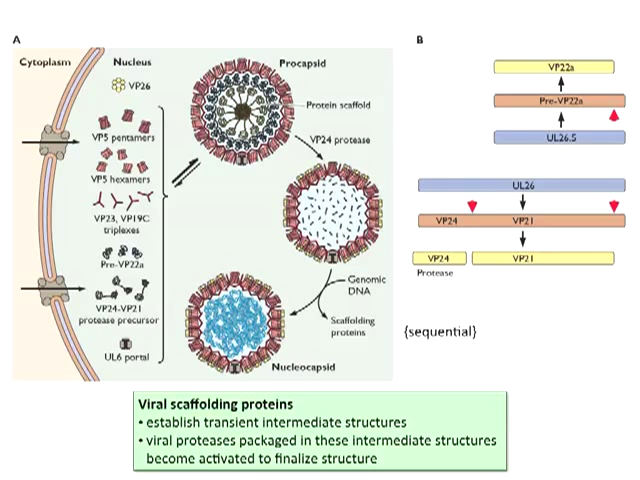 A
Cytoplasm
Nucleus
VP26
VP5 pentamers
VP5 hexamers
VP23, VP19C
triplexes
Pre-VP22a
VP24-VP21
protease precursor
UL6 portal
Procapsid
Protein scaffold
VP24 protease
Genomic
DNA
Scaffolding
proteins
Nucleocapsid
B
VP22a
Pre-VP22a
UL26.5
UL26
VP24 VP21
VP24 VP21
Protease
{sequential}
Viral scaffolding proteins
• establish transient intermediate structures
• viral proteases packaged in these intermediate structures
become activated to finalize structure